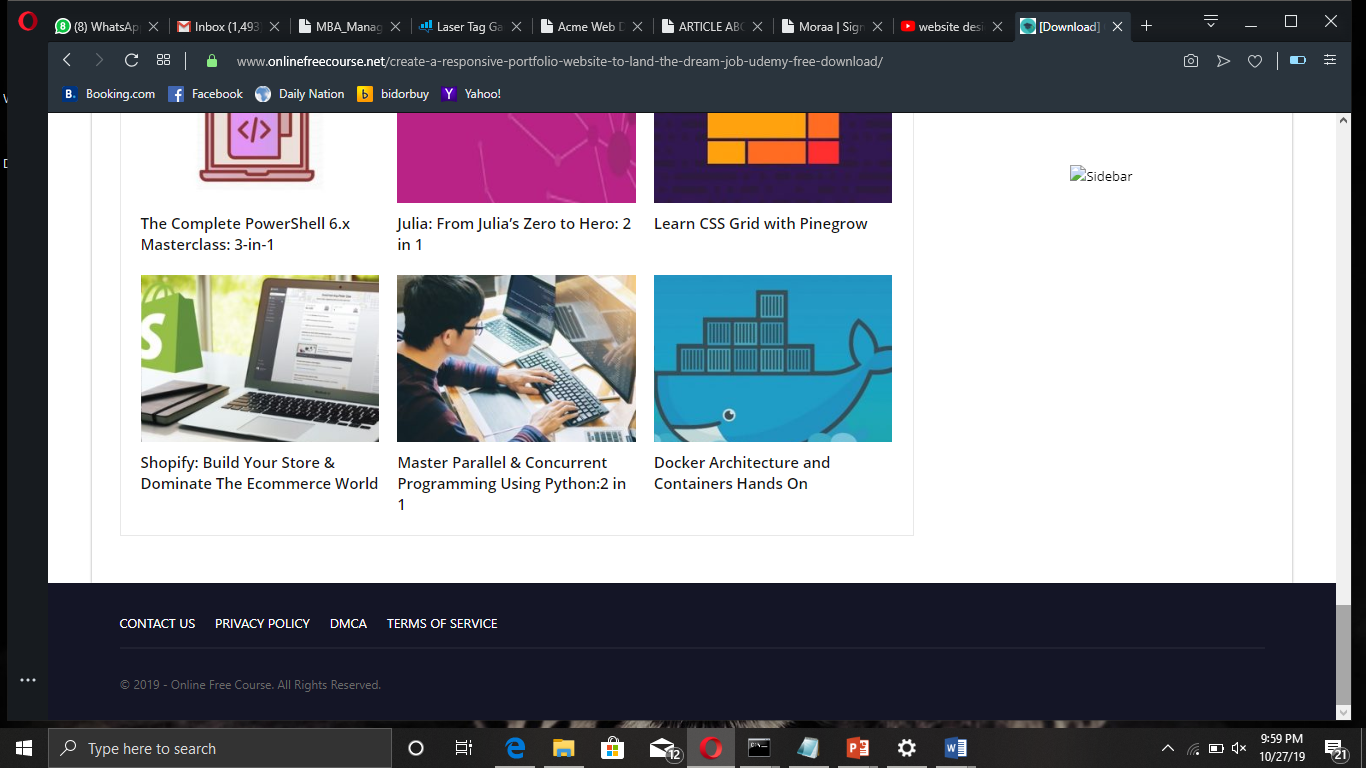 (8) WhatsAp
Inbox (1,493)
MBA_Manag
Laser Tag Ga
Acme Web D
ARTICLE ABO
Moraa | Sign
website desi
[Download]
www.onlinefreecourse.net/create-a-responsive-portfolio-website-to-land-the-dream-job-udemy-free-download/
B. Booking.com
Facebook
Daily Nation
b bidorbuy
Y Yahoo!
</>
Sidebar
The Complete PowerShell 6.x
Masterclass: 3-in-1
Julia: From Julia’s Zero to Hero: 2
in 1
Learn CSS Grid with Pinegrow
S
Shopify: Build Your Store &
Dominate The Ecommerce World
Master Parallel & Concurrent
Programming Using Python:2 in
1
Docker Architecture and
Containers Hands On
CONTACT US PRIVACY POLICY DMCA TERMS OF SERVICE
© 2019 - Online Free Course. All Rights Reserved.
Type here to search
12
9:59 PM
10/27/19
21